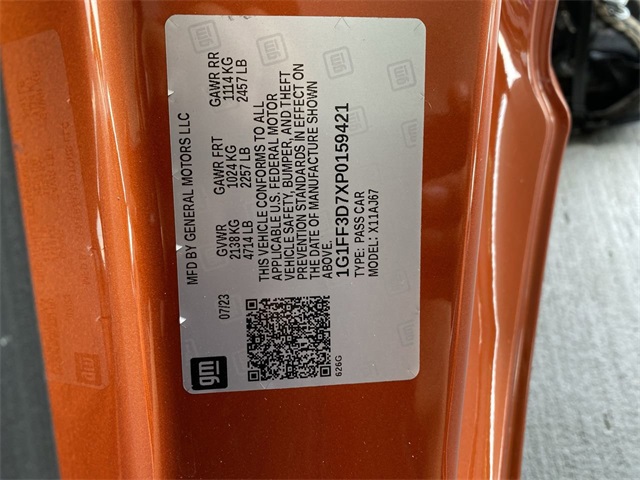 MFD BY GENERAL MOTORS LLC
07/23
GVWR
2138 KG
4714 LB
GAWR FRT
1024 KG
2257 LB
GAWR RR
1114 KG
2457 LB
THIS VEHICLE CONFORMS TO ALL
APPLICABLE U.S. FEDERAL MOTOR
VEHICLE SAFETY, BUMPER, AND THEFT
PREVENTION STANDARDS IN EFFECT ON
THE DATE OF MANUFACTURE SHOWN
ABOVE.
1G1FF3D7XP0159421
TYPE: PASS CAR
MODEL: X11AJ67
gm
626G